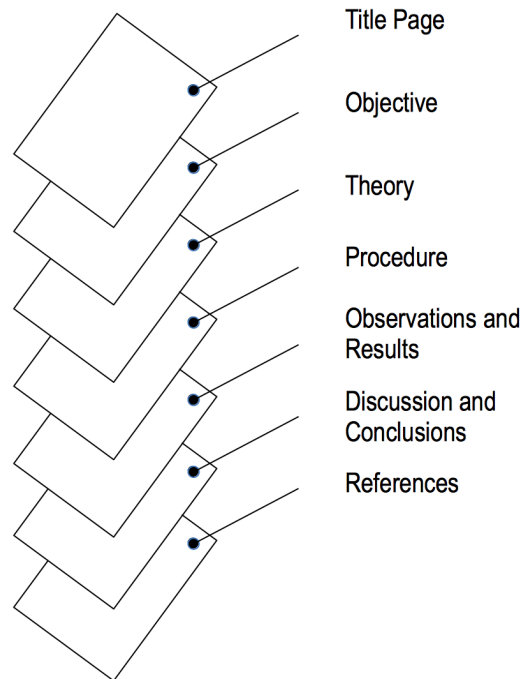 Title Page
Objective
Theory
Procedure
Observations and
Results
Discussion and
Conclusions
References